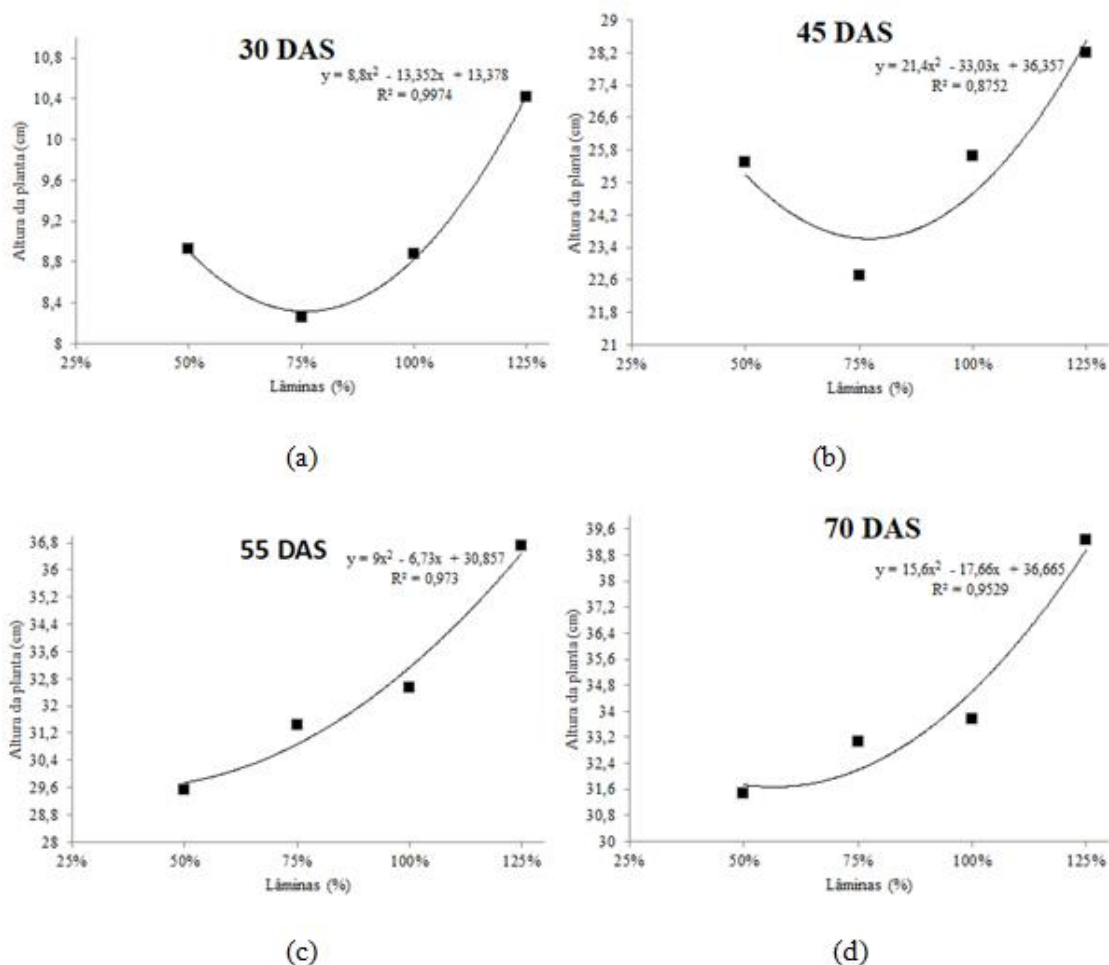 30 DAS
y = 8,8x² - 13,352x + 13,378
R² = 0,9974
Altura da planta (cm)
10,8
10,4
10
9,6
9,2
8,8
8,4
8
25%
50%
75%
100%
125%
Lâminas (%)
(a)
45 DAS
y = 21,4x² - 33,03x + 36,357
R² = 0,8752
Altura da planta (cm)
29
28,2
27,4
26,6
25,8
25
24,2
23,4
22,6
21,8
21
25%
50%
75%
100%
125%
Lâminas (%)
(b)
55 DAS
y = 9x² - 6,73x + 30,857
R² = 0,973
Altura da planta (cm)
36,8
36
35,2
34,4
33,6
32,8
32
31,2
30,4
29,6
28,8
28
25%
50%
75%
100%
125%
Lâminas (%)
(c)
70 DAS
y = 15,6x² - 17,66x + 36,665
R² = 0,9529
Altura da planta (cm)
39,6
38,8
38
37,2
36,4
35,6
34,8
34
33,2
32,4
31,6
30,8
30
25%
50%
75%
100%
125%
Lâminas (%)
(d)